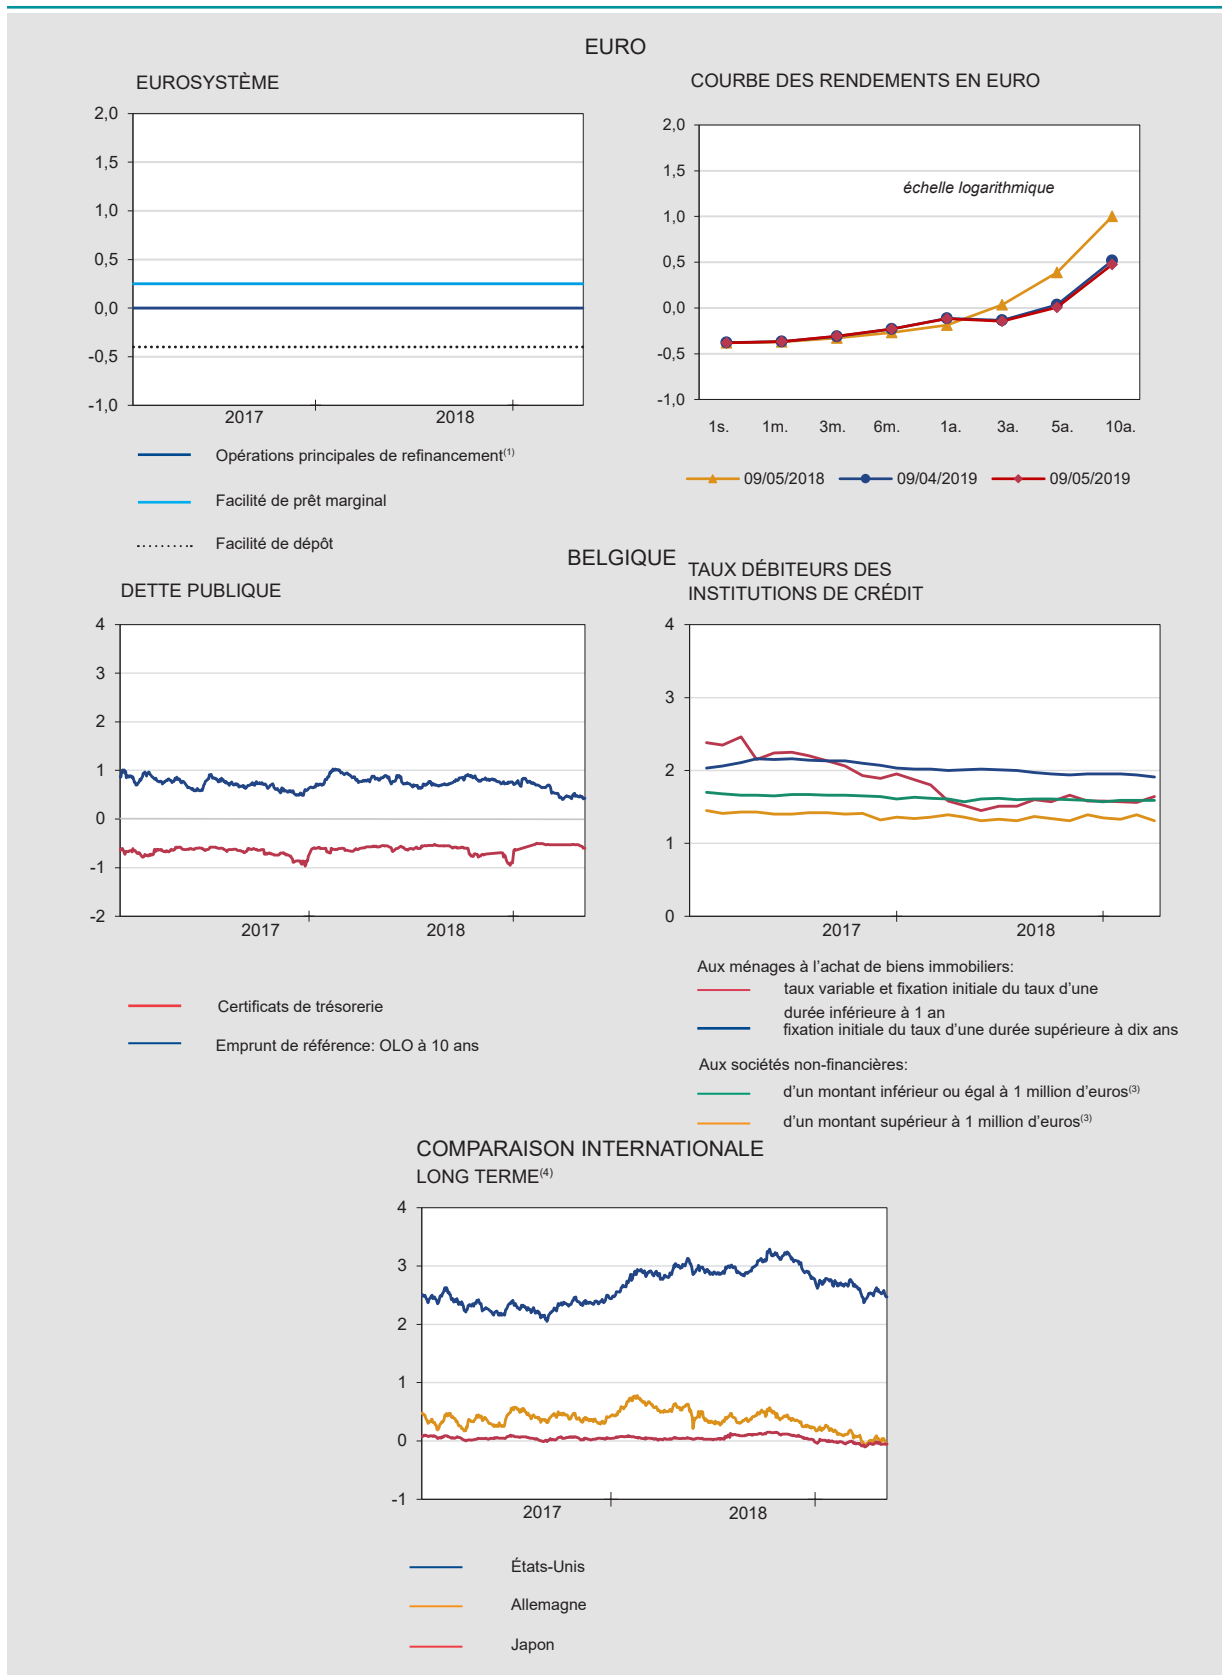 EURO
EUROSYSTÈME
2,0
1,5
1,0
0,5
0,0
-0,5
-1,0
2017
2018
Opérations principales de refinancement(1)
Facilité de prêt marginal
Facilité de dépôt
COURBE DES RENDEMENTS EN EURO
2,0
1,5
1,0
0,5
0,0
-0,5
-1,0
échelle logarithmique
1s. 1m. 3m. 6m. 1a. 3a. 5a. 10a.
09/05/2018 09/04/2019 09/05/2019
BELGIQUE
DETTE PUBLIQUE
4
3
2
1
0
-1
-2
2017
2018
Certificats de trésorerie
Emprunt de référence: OLO à 10 ans
TAUX DÉBITEURS DES
INSTITUTIONS DE CRÉDIT
4
3
2
1
0
2017
2018
Aux ménages à l’achat de biens immobiliers:
taux variable et fixation initiale du taux d’une
durée inférieure à 1 an
fixation initiale du taux d’une durée supérieure à dix ans
Aux sociétés non-financières:
d’un montant inférieur ou égal à 1 million d’euros(3)
d’un montant supérieur à 1 million d’euros(3)
COMPARAISON INTERNATIONALE
LONG TERME(4)
4
3
2
1
0
-1
2017
2018
États-Unis
Allemagne
Japon